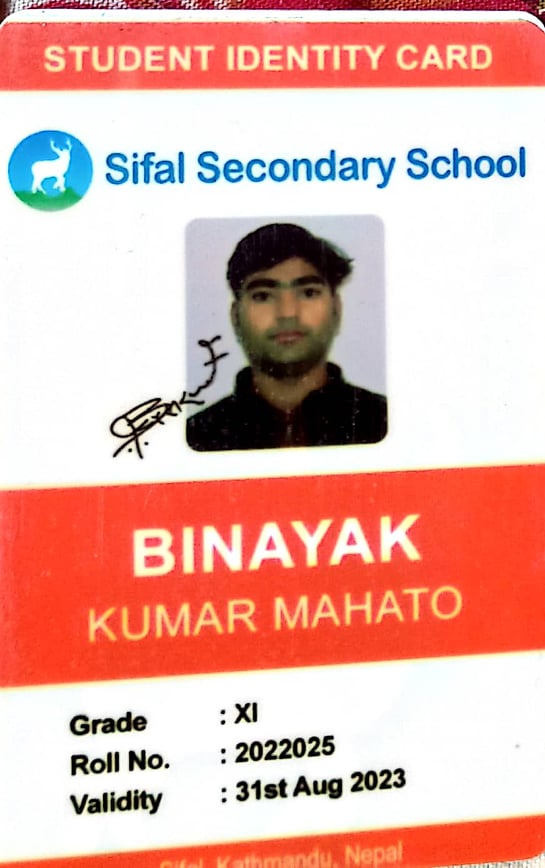 STUDENT IDENTITY CARD
Sifal Secondary School
BINAYAK
KUMAR MAHATO
Grade : XI
Roll No. : 2022025
Validity : 31st Aug 2023
Sifal, Kathmandu, Nepal